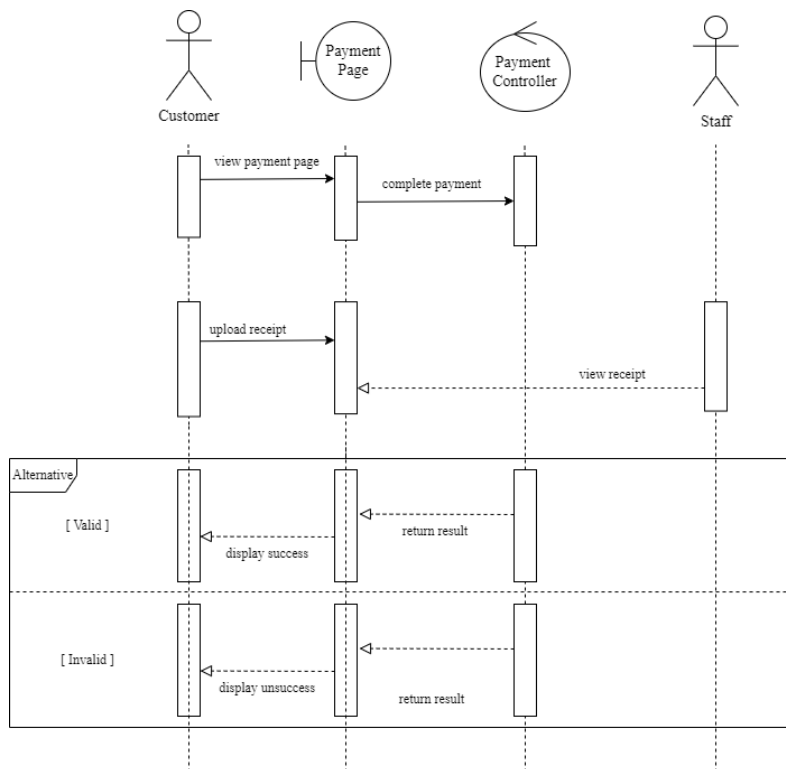 Payment
Page
Payment
Controller
Customer
Staff
view payment page
complete payment
upload receipt
view receipt
Alternative
[ Valid ]
return result
display success
[ Invalid ]
display unsuccess
return result